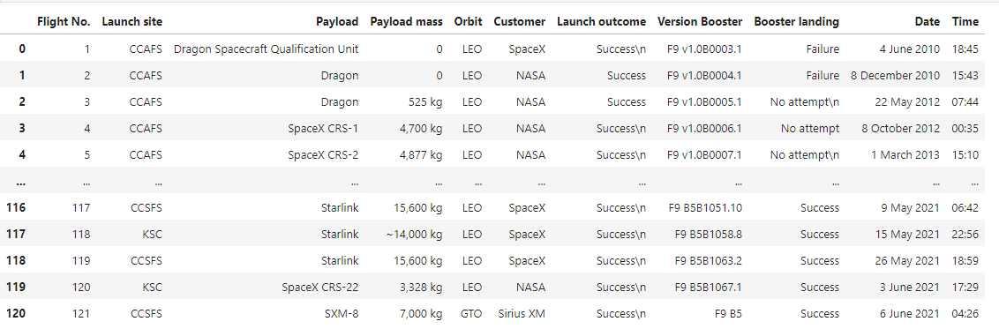 Flight No. Launch site Payload Payload mass Orbit Customer Launch outcome Version Booster Booster landing Date Time
0 1 CCAFS Dragon Spacecraft Qualification Unit 0 LEO SpaceX Success\n F9 v1.0B0003.1 Failure 4 June 2010 18:45
1 2 CCAFS Dragon 0 LEO NASA Success F9 v1.0B0004.1 Failure 8 December 2010 15:43
2 3 CCAFS Dragon 525 kg LEO NASA Success F9 v1.0B0005.1 No attempt\n 22 May 2012 07:44
3 4 CCAFS SpaceX CRS-1 4,700 kg LEO NASA Success\n F9 v1.0B0006.1 No attempt 8 October 2012 00:35
4 5 CCAFS SpaceX CRS-2 4,877 kg LEO NASA Success\n F9 v1.0B0007.1 No attempt\n 1 March 2013 15:10
... ... ... ... ... ... ... ... ... ... ... ...
116 117 CCSFS Starlink 15,600 kg LEO SpaceX Success\n F9 B5B1051.10 Success 9 May 2021 06:42
117 118 KSC Starlink ~14,000 kg LEO SpaceX Success\n F9 B5B1058.8 Success 15 May 2021 22:56
118 119 CCSFS Starlink 15,600 kg LEO SpaceX Success\n F9 B5B1063.2 Success 26 May 2021 18:59
119 120 KSC SpaceX CRS-22 3,328 kg LEO NASA Success\n F9 B5B1067.1 Success 3 June 2021 17:29
120 121 CCSFS SXM-8 7,000 kg GTO Sirius XM Success\n F9 B5 Success 6 June 2021 04:26